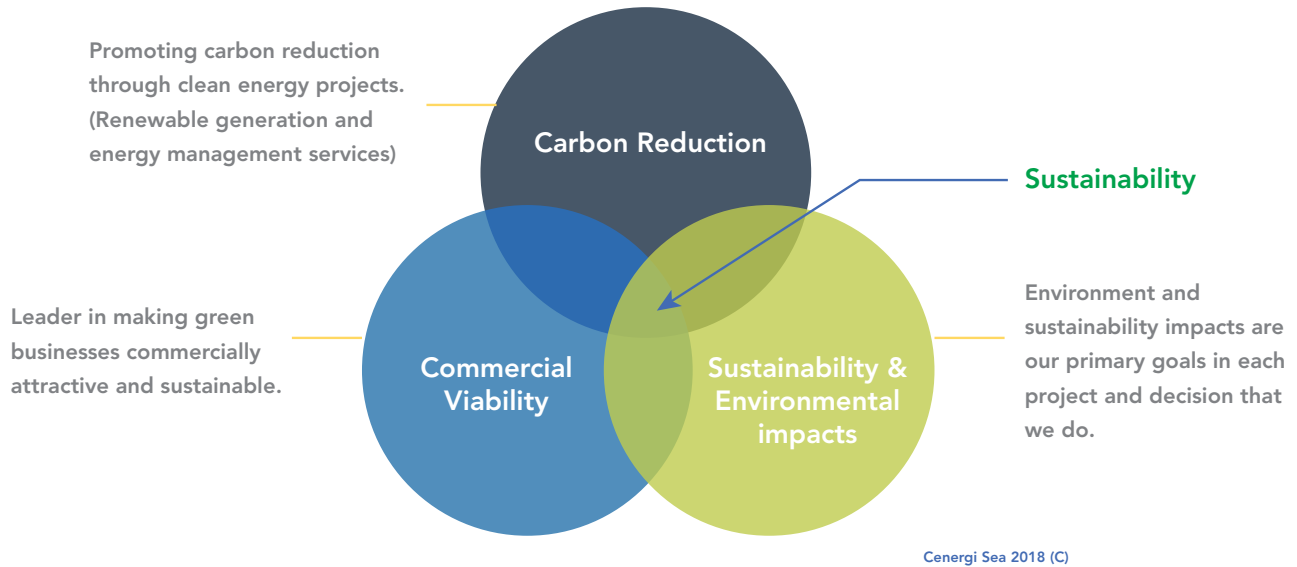 Promoting carbon reduction
through clean energy projects.
(Renewable generation and
energy management services)
Carbon Reduction
Sustainability
Leader in making green
businesses commercially
attractive and sustainable.
Commercial
Viability
Sustainability &
Environmental
impacts
Environment and
sustainability impacts are
our primary goals in each
project and decision that
we do.
Cenergi Sea 2018 (C)